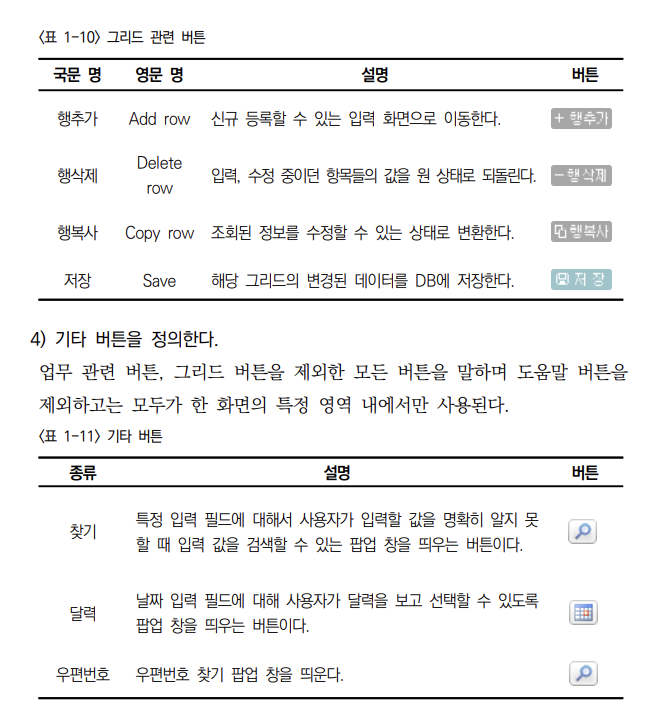 <표 1-10> 그리드 관련 버튼
국문 명 영문 명 설명 버튼
행추가 Add row 신규 등록할 수 있는 입력 화면으로 이동한다. + 행추가
행삭제 Delete row 입력, 수정 중이던 항목들의 값을 원 상태로 되돌린다. - 행삭제
행복사 Copy row 조회된 정보를 수정할 수 있는 상태로 변환한다. 행복사
저장 Save 해당 그리드의 변경된 데이터를 DB에 저장한다. 저 장
4) 기타 버튼을 정의한다.
업무 관련 버튼, 그리드 버튼을 제외한 모든 버튼을 말하며 도움말 버튼을
제외하고는 모두가 한 화면의 특정 영역 내에서만 사용된다.
<표 1-11> 기타 버튼
종류 설명 버튼
찾기 특정 입력 필드에 대해서 사용자가 입력할 값을 명확히 알지 못
할 때 입력 값을 검색할 수 있는 팝업 창을 띄우는 버튼이다.
달력 날짜 입력 필드에 대해 사용자가 달력을 보고 선택할 수 있도록
팝업 창을 띄우는 버튼이다.
우편번호 우편번호 찾기 팝업 창을 띄운다.